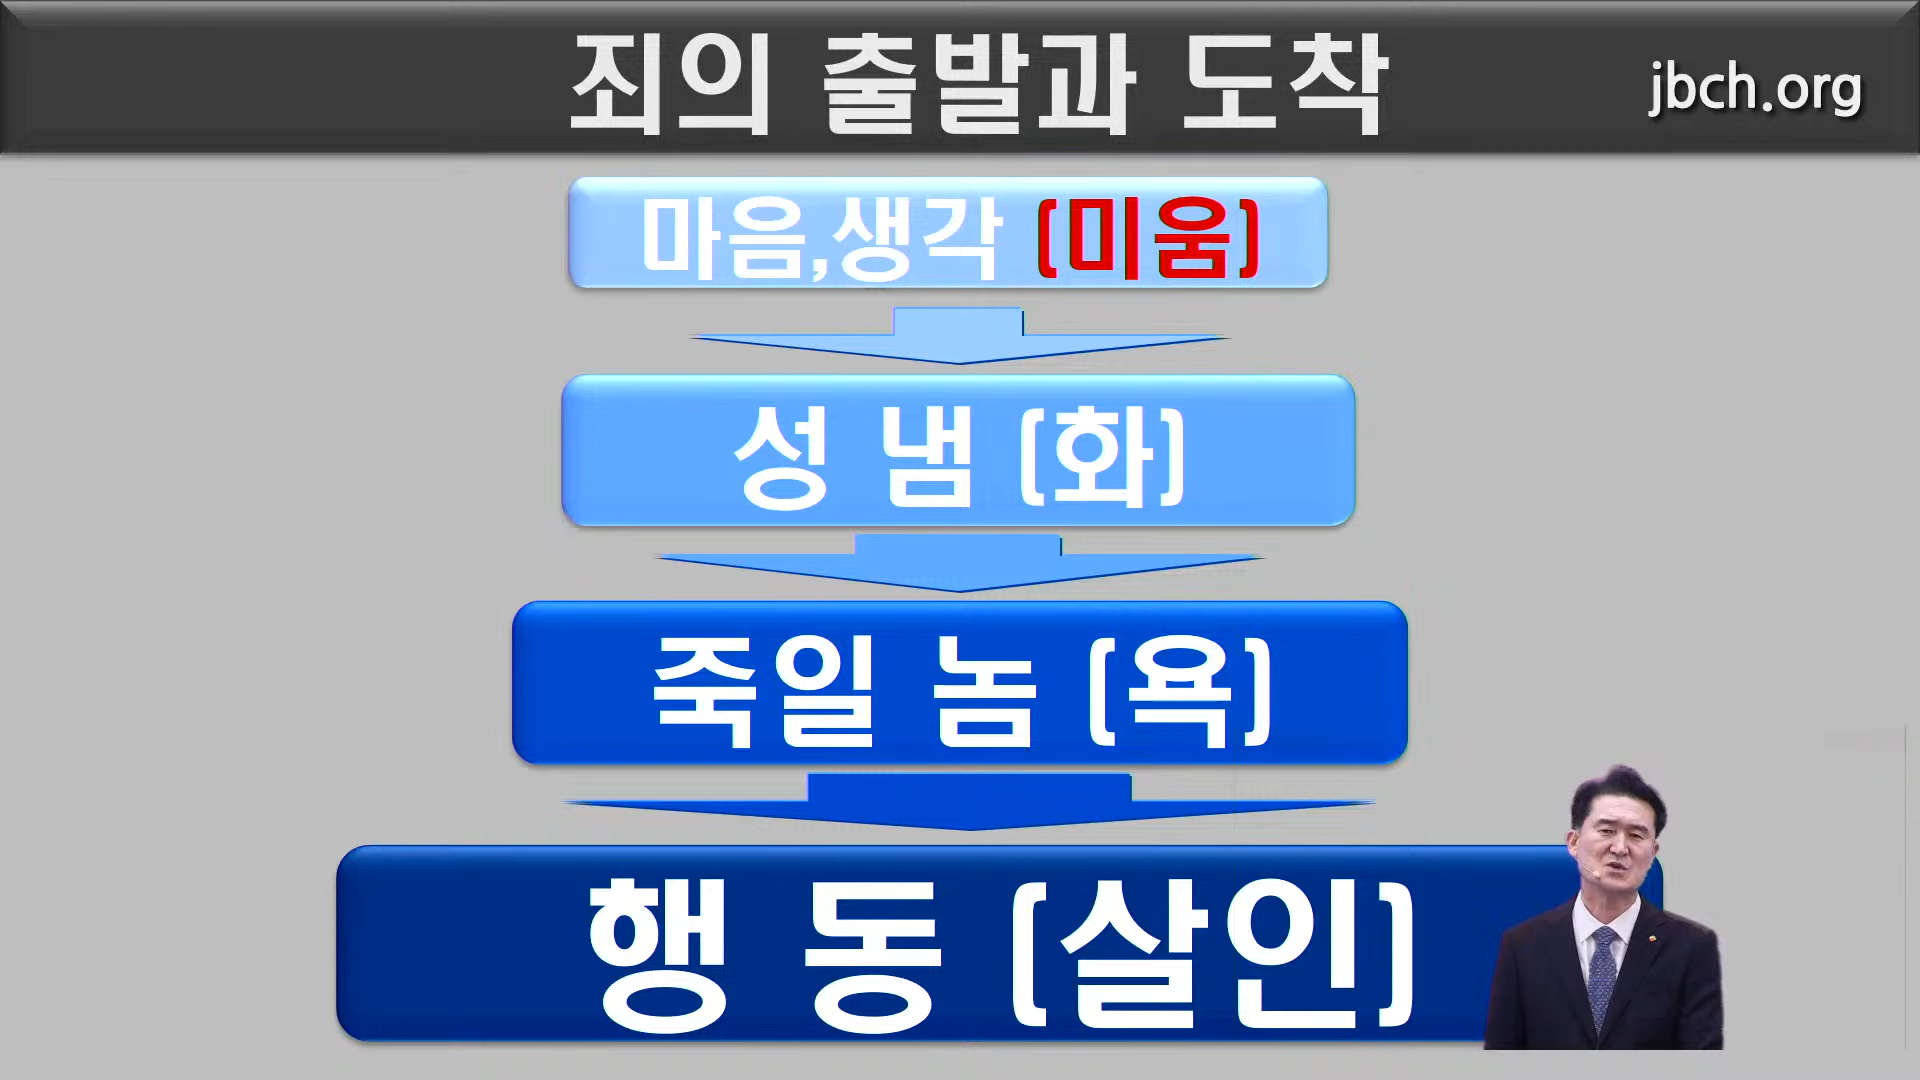 죄의 출발과 도착
jbch.org
마음,생각 (미움)
성 냄 (화)
죽일 놈 (욕)
행 동 (살인)